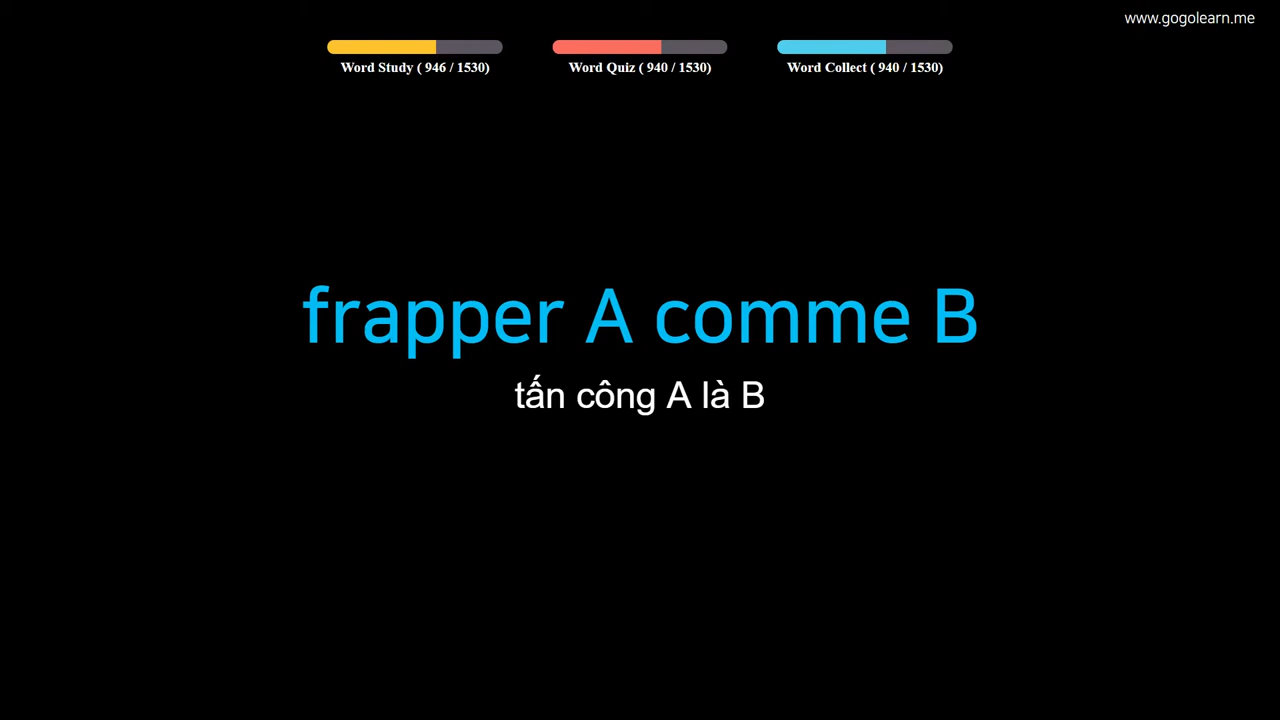 www.gogolearn.me
Word Study ( 946 / 1530)
Word Quiz ( 940 / 1530)
Word Collect ( 940 / 1530)
frapper A comme B
tấn công A là B